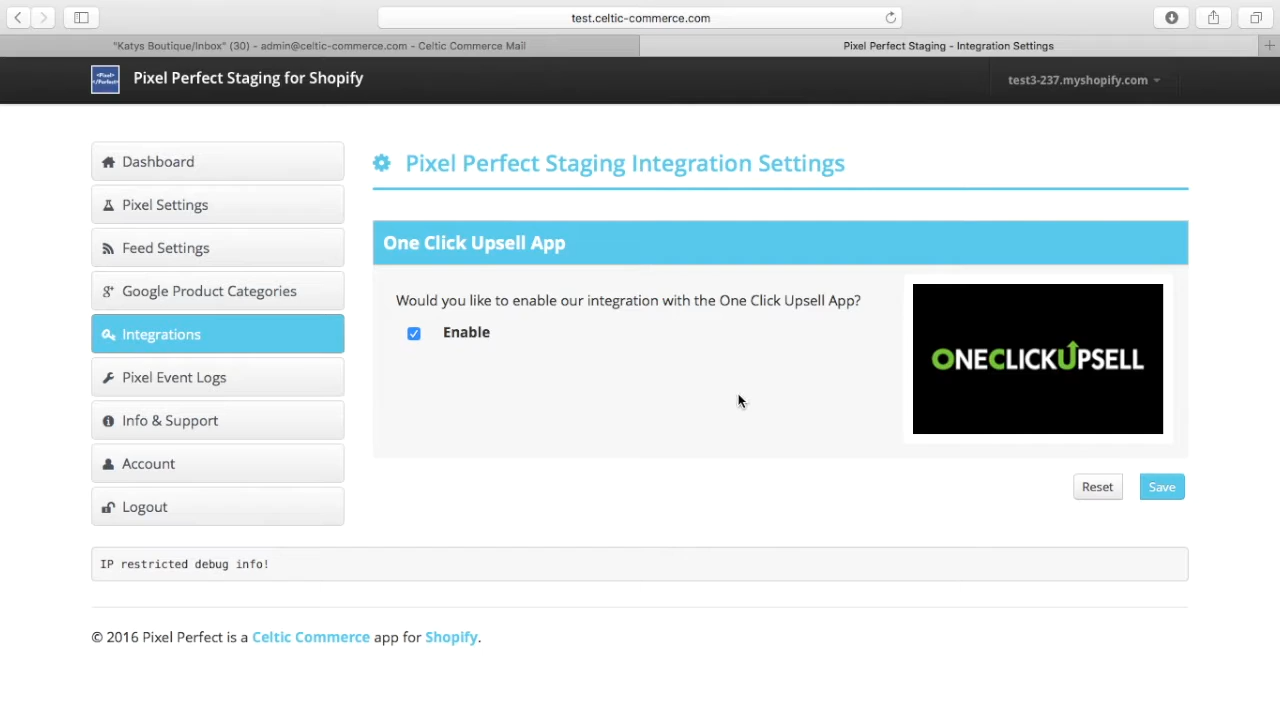 test.celtic-commerce.com
"Katys Boutique/Inbox" (30) - admin@celtic-commerce.com - Celtic Commerce Mail
Pixel Perfect Staging - Integration Settings
<Pixel>
</Perfect>
Pixel Perfect Staging for Shopify
test3-237.myshopify.com
Dashboard
Pixel Settings
Feed Settings
Google Product Categories
Integrations
Pixel Event Logs
Info & Support
Account
Logout
Pixel Perfect Staging Integration Settings
One Click Upsell App
Would you like to enable our integration with the One Click Upsell App?
Enable
ONECLICKUPSELL
Reset
Save
IP restricted debug info!
© 2016 Pixel Perfect is a Celtic Commerce app for Shopify.